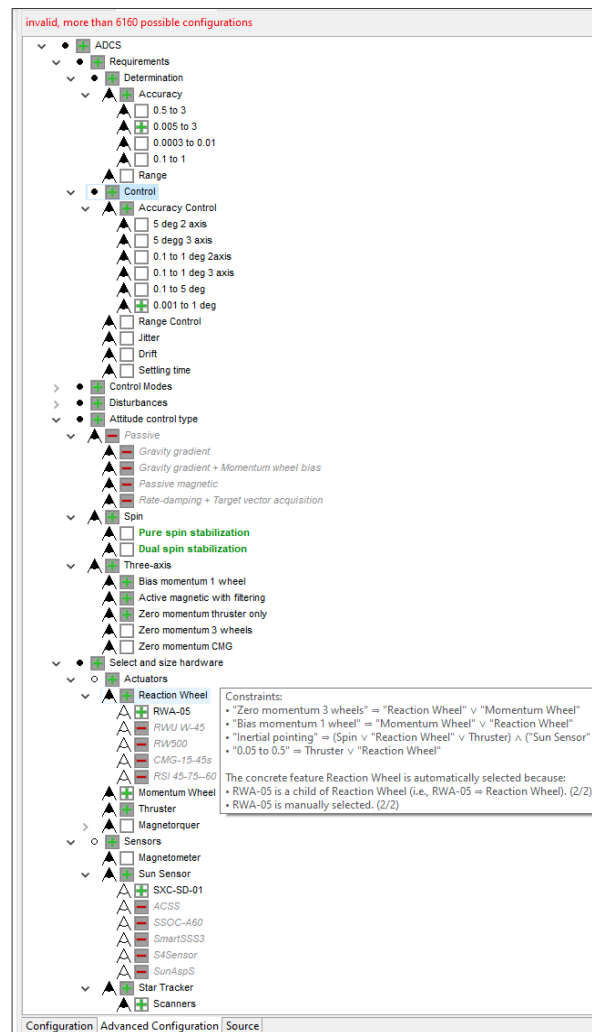 invalid, more than 6160 possible configurations
ADCS
Requirements
Determination
Accuracy
0.5 to 3
0.005 to 3
0.0003 to 0.01
0.1 to 1
Range
Control
Accuracy Control
5 deg 2 axis
5 degg 3 axis
0.1 to 1 deg 2axis
0.1 to 1 deg 3 axis
0.1 to 5 deg
0.001 to 1 deg
Range Control
Jitter
Drift
Settling time
Control Modes
Disturbances
Attitude control type
Passive
Gravity gradient
Gravity gradient + Momentum wheel bias
Passive magnetic
Rate-damping + Target vector acquisition
Spin
Pure spin stabilization
Dual spin stabilization
Three-axis
Bias momentum 1 wheel
Active magnetic with filtering
Zero momentum thruster only
Zero momentum 3 wheels
Zero momentum CMG
Select and size hardware
Actuators
Reaction Wheel
RWA-05
RWU W-45
RW500
CMG-15-45s
RSI 45-75--60
Momentum Wheel
Thruster
Magnetorquer
Constraints:
• "Zero momentum 3 wheels" ⇒ "Reaction Wheel" ∨ "Momentum Wheel"
• "Bias momentum 1 wheel" ⇒ "Momentum Wheel" ∨ "Reaction Wheel"
• "Inertial pointing" ⇒ (Spin ∨ "Reaction Wheel" ∨ Thruster) ∧ ("Sun Sensor"
• "0.05 to 0.5" ⇒ Thruster ∨ "Reaction Wheel"
The concrete feature Reaction Wheel is automatically selected because:
• RWA-05 is a child of Reaction Wheel (i.e., RWA-05 ⇒ Reaction Wheel). (2/2)
• RWA-05 is manually selected. (2/2)
Sensors
Magnetometer
Sun Sensor
SXC-SD-01
ACSS
SSOC-A60
SmartSSS3
S4Sensor
SunAspS
Star Tracker
Scanners
Configuration Advanced Configuration Source